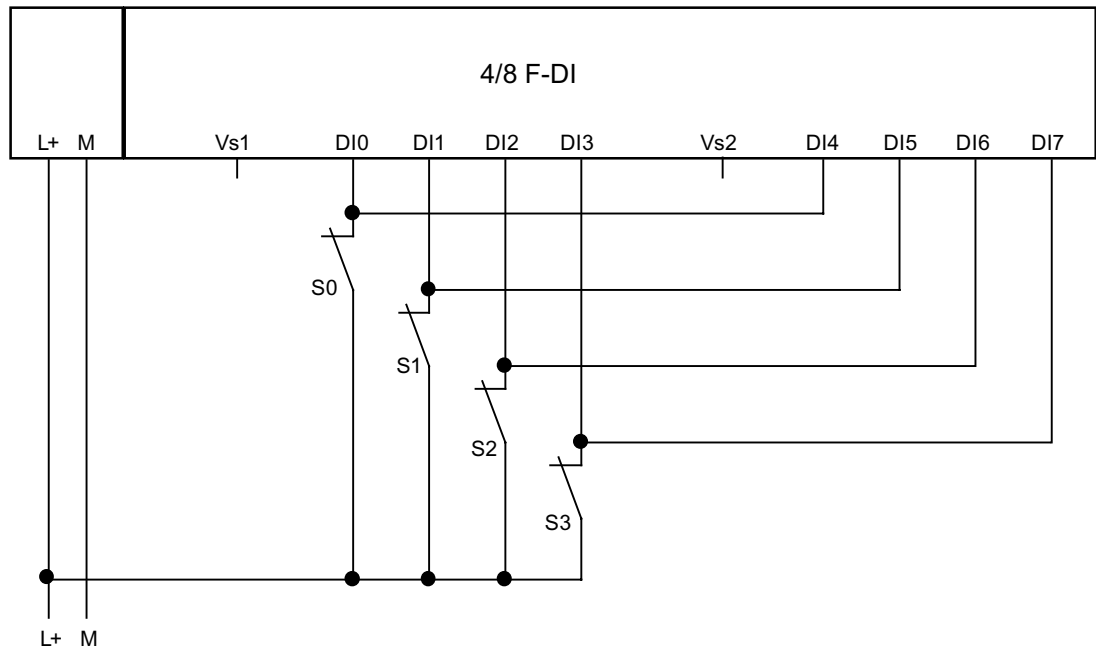 4/8 F-DI
L+ M Vs1 DI0 DI1 DI2 DI3 Vs2 DI4 DI5 DI6 DI7
S0
S1
S2
S3
L+ M